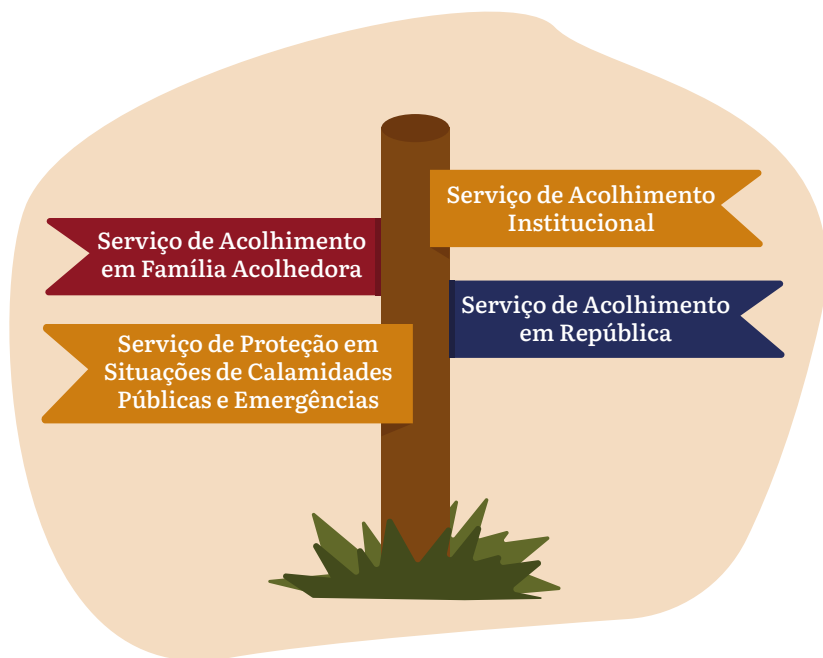 Serviço de Acolhimento
Institucional
Serviço de Acolhimento
em Família Acolhedora
Serviço de Acolhimento
em República
Serviço de Proteção em
Situações de Calamidades
Públicas e Emergências